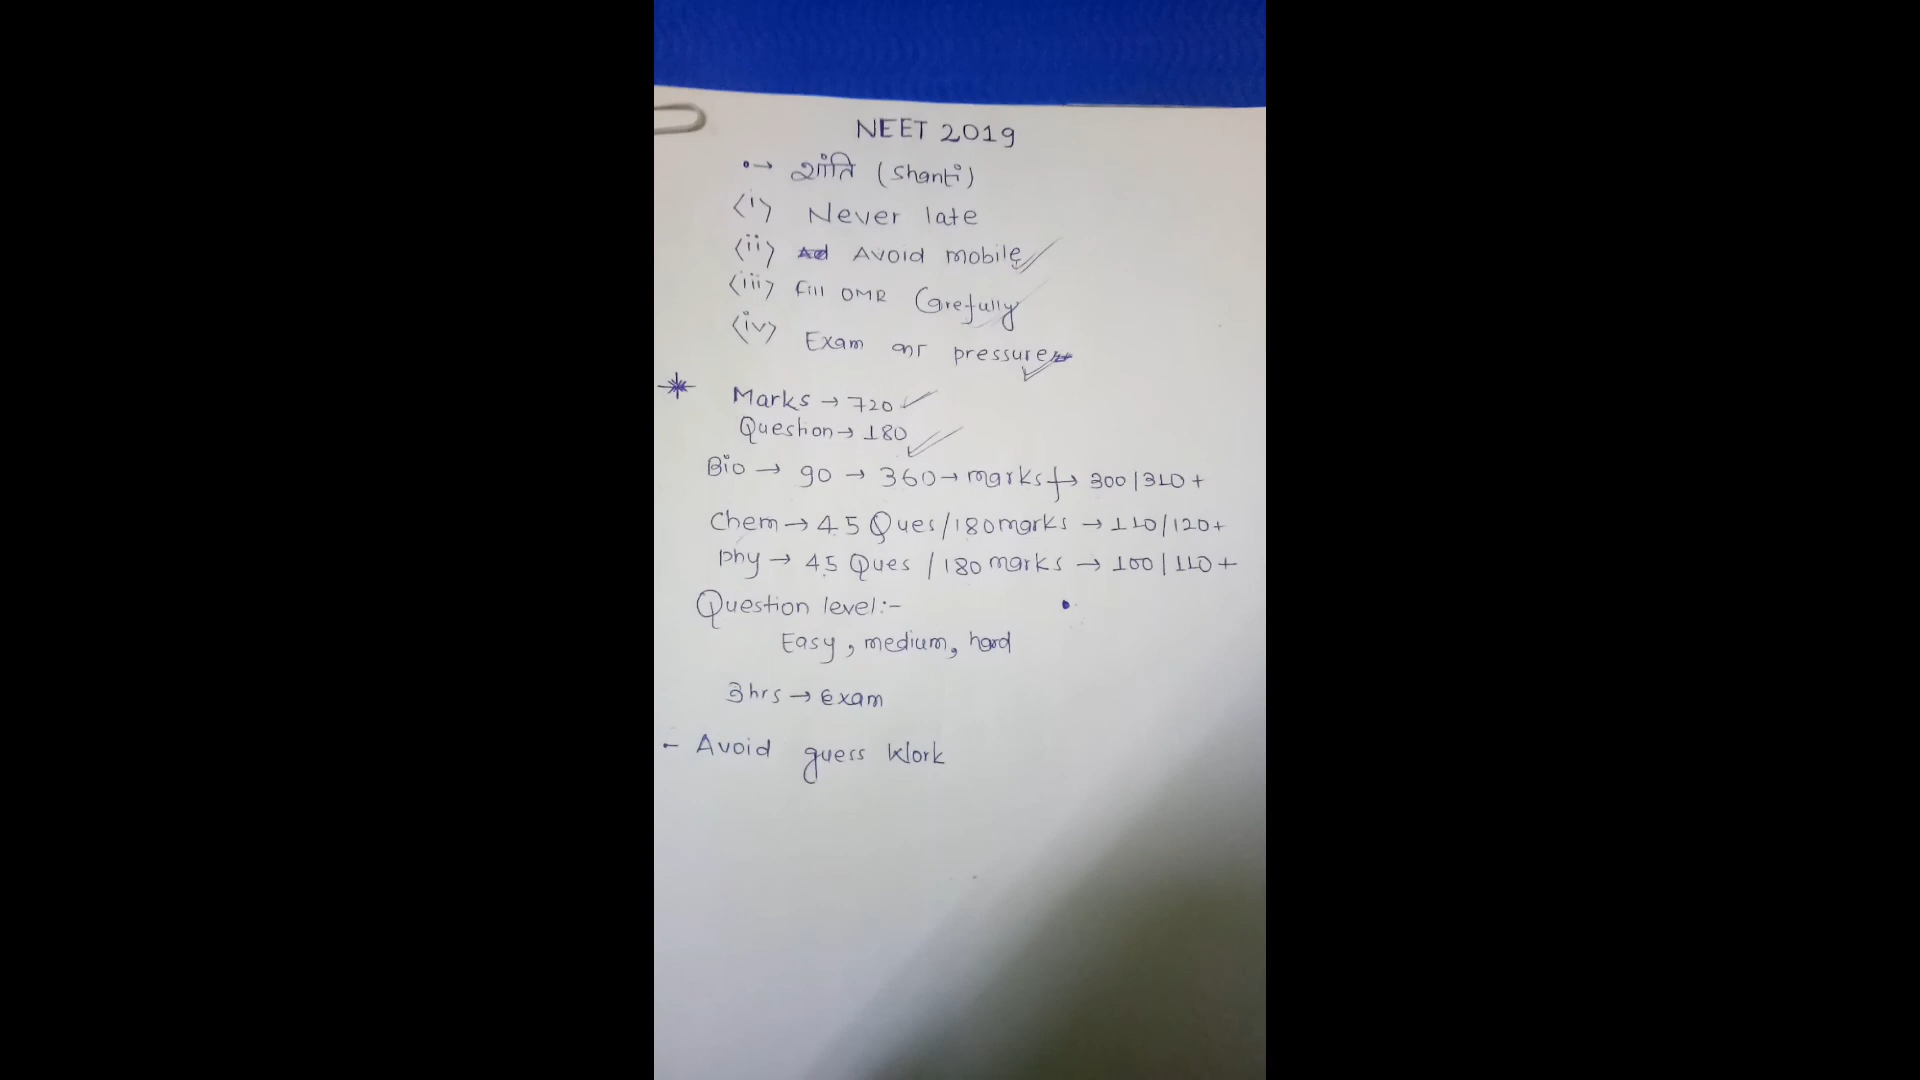 NEET 2019
•→ शांति (Shanti)
<i> Never late
<ii> Avoid mobile
<iii> Fill OMR Carefully
<iv> Exam pressure
Marks → 720
Question → 180
Bio → 90 → 360 → marks → 300/310+
Chem → 45 Ques/180 marks → 110/120+
Phy → 45 Ques / 180 marks → 100/110+
Question level:-
Easy, medium, hard
3hrs → Exam
- Avoid guess Work